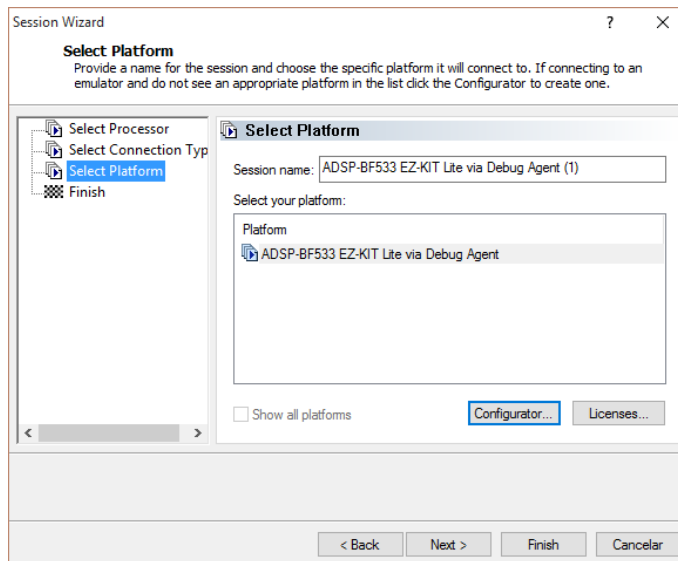 Session Wizard
?
Select Platform
Provide a name for the session and choose the specific platform it will connect to. If connecting to an
emulator and do not see an appropriate platform in the list click the Configurator to create one.
Select Processor
Select Connection Typ
Select Platform
Finish
Select Platform
Session name: ADSP-BF533 EZ-KIT Lite via Debug Agent (1)
Select your platform:
Platform
ADSP-BF533 EZ-KIT Lite via Debug Agent
Show all platforms
Configurator...
Licenses...
< Back
Next >
Finish
Cancelar